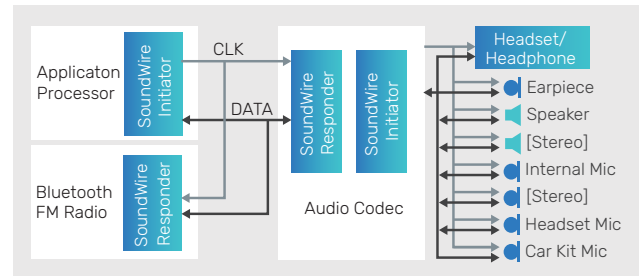 Applicaton
Processor
SoundWire
Initiator
CLK
DATA
Bluetooth
FM Radio
SoundWire
Responder
SoundWire
Responder
SoundWire
Initiator
Audio Codec
Headset/
Headphone
Earpiece
Speaker
[Stereo]
Internal Mic
[Stereo]
Headset Mic
Car Kit Mic